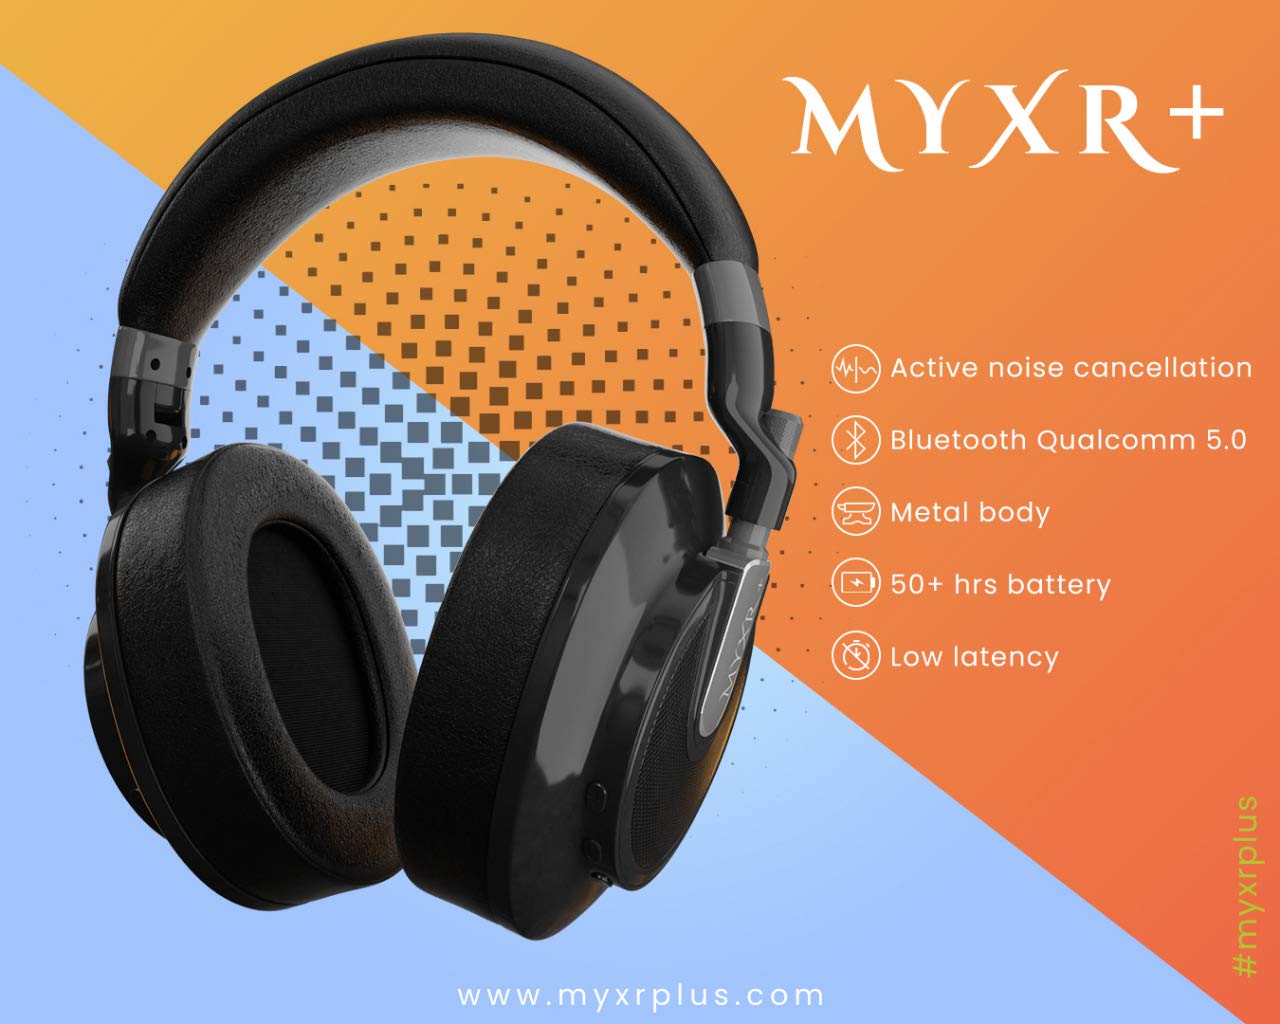 MYXR+
Active noise cancellation
Bluetooth Qualcomm 5.0
Metal body
50+ hrs battery
Low latency
MYXR +
#myxrplus
www.myxrplus.com